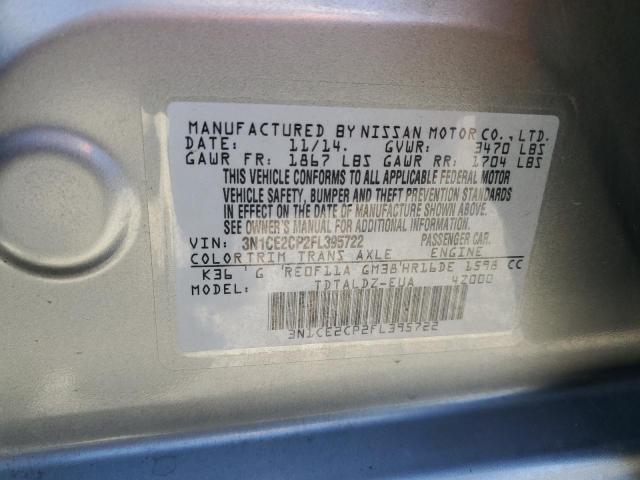 MANUFACTURED BY NISSAN MOTOR CO., LTD.
DATE: 11/14. GVWR: 3470 LBS
GAWR FR: 1867 LBS GAWR RR: 1704 LBS
THIS VEHICLE CONFORMS TO ALL APPLICABLE FEDERAL MOTOR
VEHICLE SAFETY, BUMPER, AND THEFT PREVENTION STANDARDS
IN EFFECT ON THE DATE OF MANUFACTURE SHOWN ABOVE.
SEE OWNER'S MANUAL FOR ADDITIONAL INFORMATION.
VIN: 3N1CE2CP2FL395722 PASSENGER CAR.
COLOR TRIM TRANS AXLE ENGINE
K36 G RE0F11A GM38 HR16DE 1598 CC
MODEL: TDTALDZ-EUA 4Z000
3N1CE2CP2FL395722